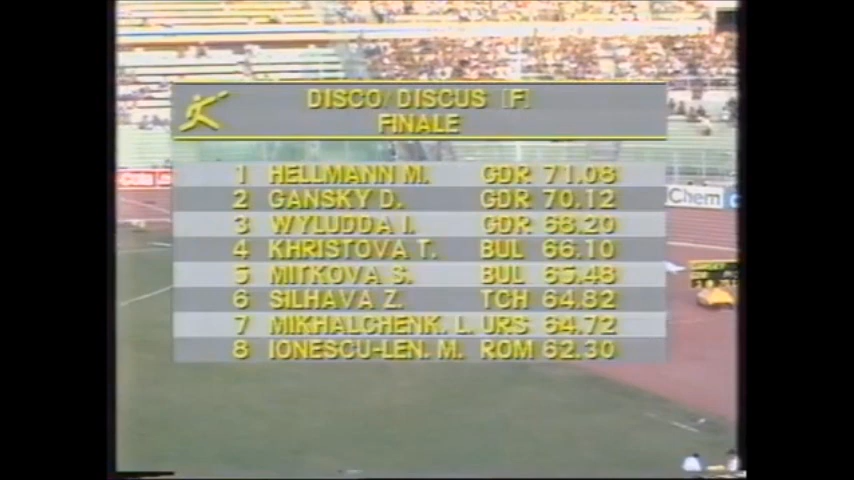 DISCO/DISCUS [F]
FINALE
1 HELLMANN M. GDR 71.08
2 GANSKY D. GDR 70.12
3 WYLUDDA I. GDR 68.20
4 KHRISTOVA T. BUL 66.10
5 MITKOVA S. BUL 65.48
6 SILHAVA Z. TCH 64.82
7 MIKHALCHENK. L. URS 64.72
8 IONESCU-LEN. M. ROM 62.30
Chem